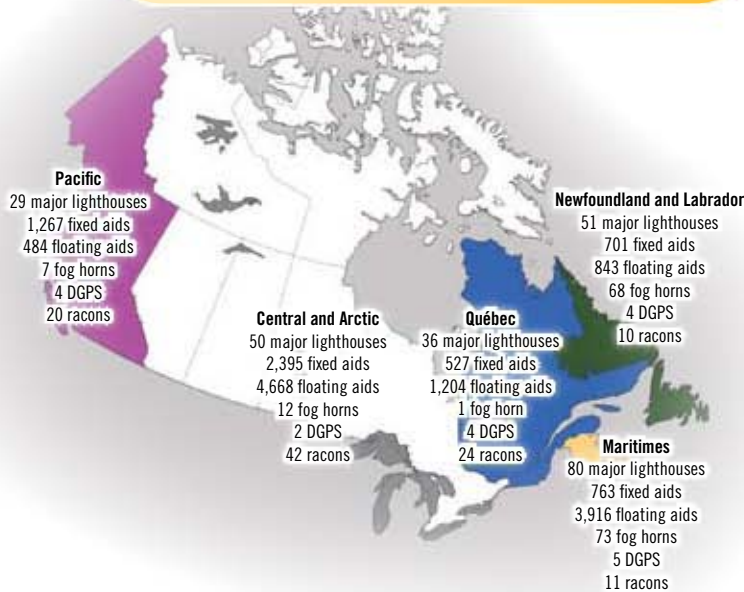 Pacific
29 major lighthouses
1,267 fixed aids
484 floating aids
7 fog horns
4 DGPS
20 racons
Central and Arctic
50 major lighthouses
2,395 fixed aids
4,668 floating aids
12 fog horns
2 DGPS
42 racons
Québec
36 major lighthouses
527 fixed aids
1,204 floating aids
1 fog horn
4 DGPS
24 racons
Newfoundland and Labrador
51 major lighthouses
701 fixed aids
843 floating aids
68 fog horns
4 DGPS
10 racons
Maritimes
80 major lighthouses
763 fixed aids
3,916 floating aids
73 fog horns
5 DGPS
11 racons